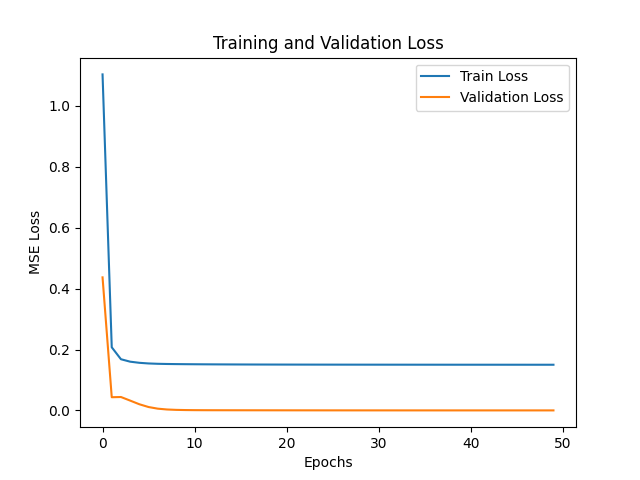 Training and Validation Loss
Train Loss
Validation Loss
MSE Loss
1.0
0.8
0.6
0.4
0.2
0.0
0 10 20 30 40 50
Epochs